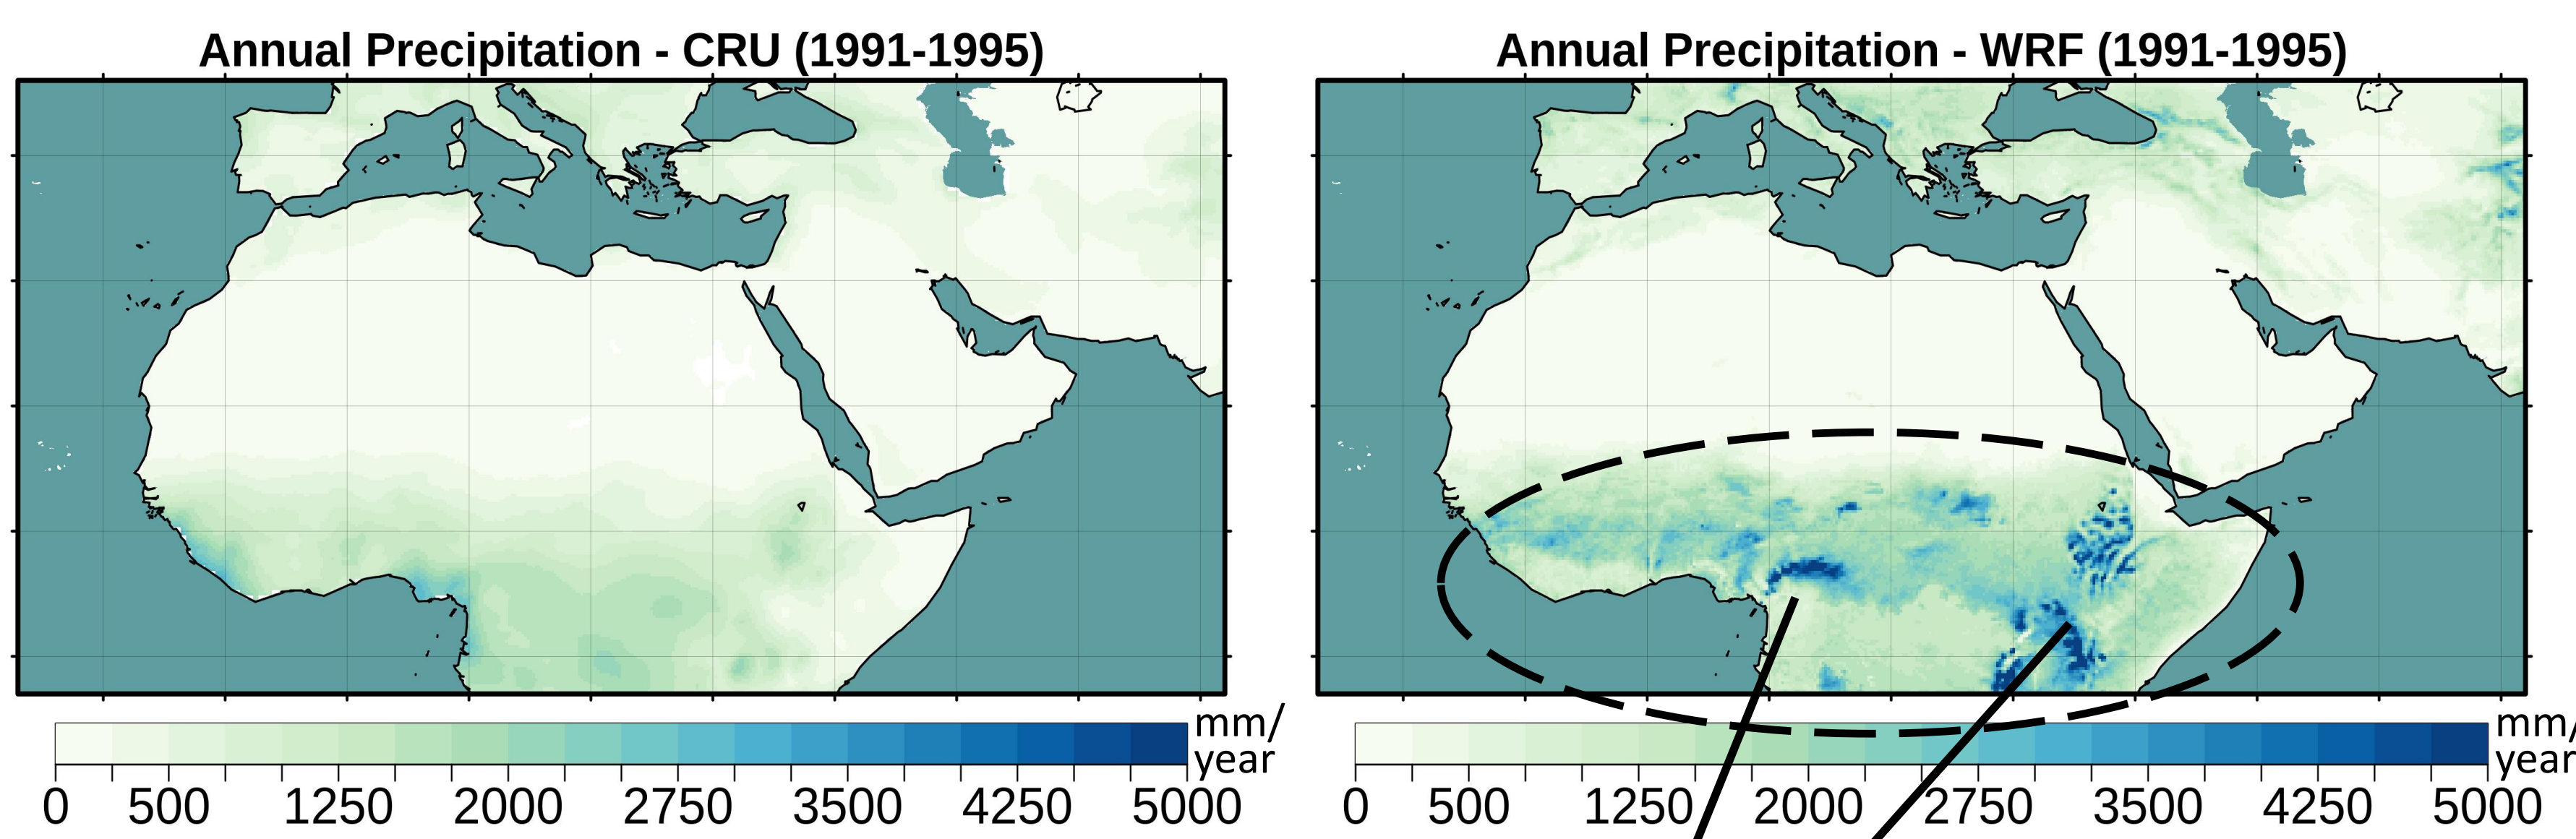 Annual Precipitation - CRU (1991-1995)
Annual Precipitation - WRF (1991-1995)
mm/
year
0 500 1250 2000 2750 3500 4250 5000
mm/
year
0 500 1250 2000 2750 3500 4250 5000